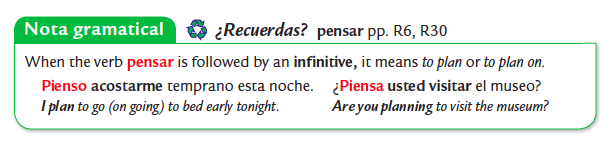 Nota gramatical ¿Recuerdas? pensar pp. R6, R30
When the verb pensar is followed by an infinitive, it means to plan or to plan on.
Pienso acostarme temprano esta noche. ¿Piensa usted visitar el museo?
I plan to go (on going) to bed early tonight. Are you planning to visit the museum?